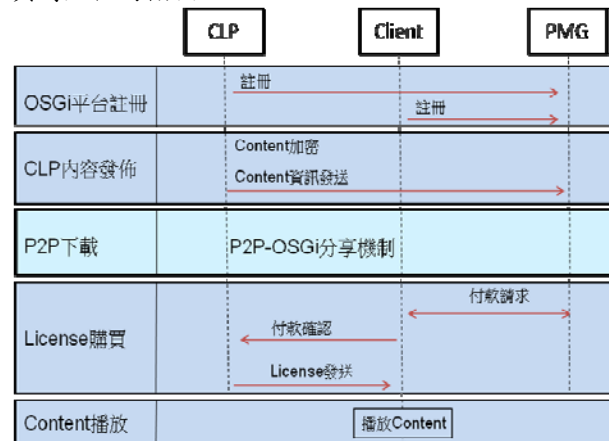 CLP Client PMG
OSGi平台註冊
註冊
註冊
CLP內容發佈
Content加密
Content資訊發送
P2P下載
P2P-OSGi分享機制
License購買
付款請求
付款確認
License發送
Content播放
播放Content